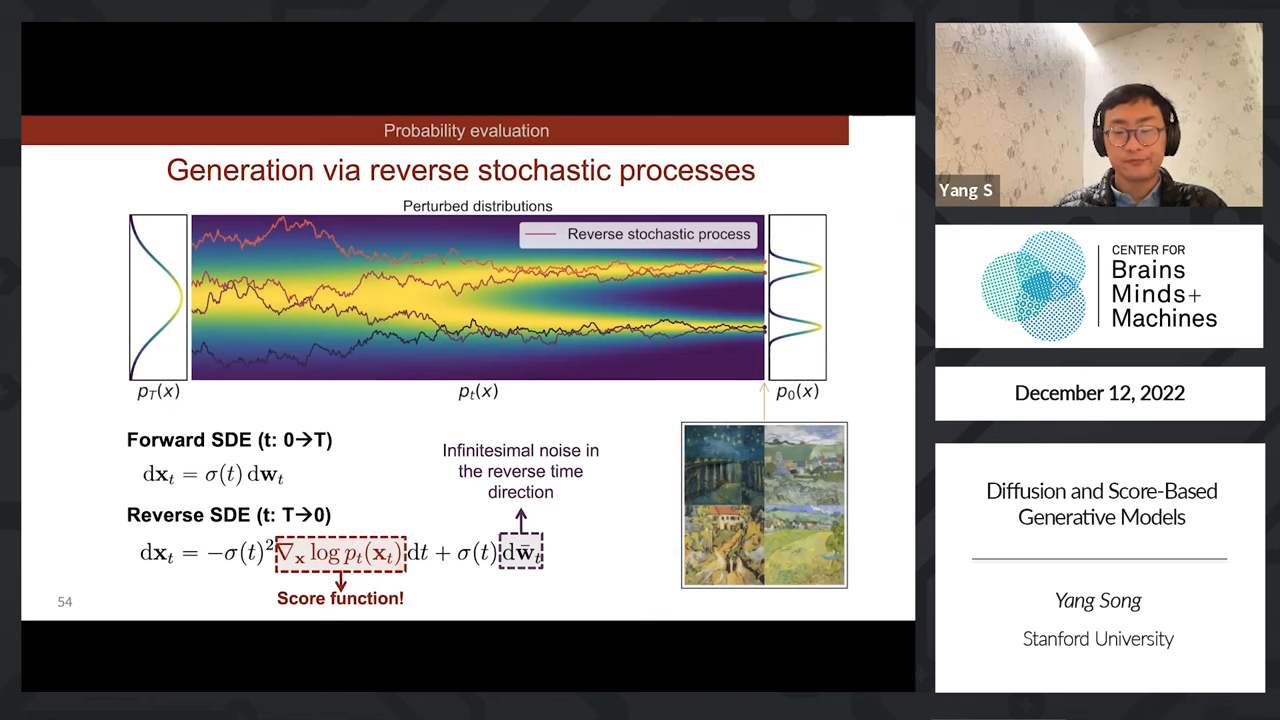 Probability evaluation
Generation via reverse stochastic processes
Perturbed distributions
Reverse stochastic process
p_T(x)
p_t(x)
p_0(x)
Forward SDE (t: 0→T)
dx_t = σ(t) dw_t
Infinitesimal noise in
the reverse time
direction
Reverse SDE (t: T→0)
dx_t = −σ(t)²∇_x log p_t(x_t) dt + σ(t) dw̄_t
Score function!
54
Yang S
CENTER FOR
Brains
Minds+
Machines
December 12, 2022
Diffusion and Score-Based
Generative Models
Yang Song
Stanford University